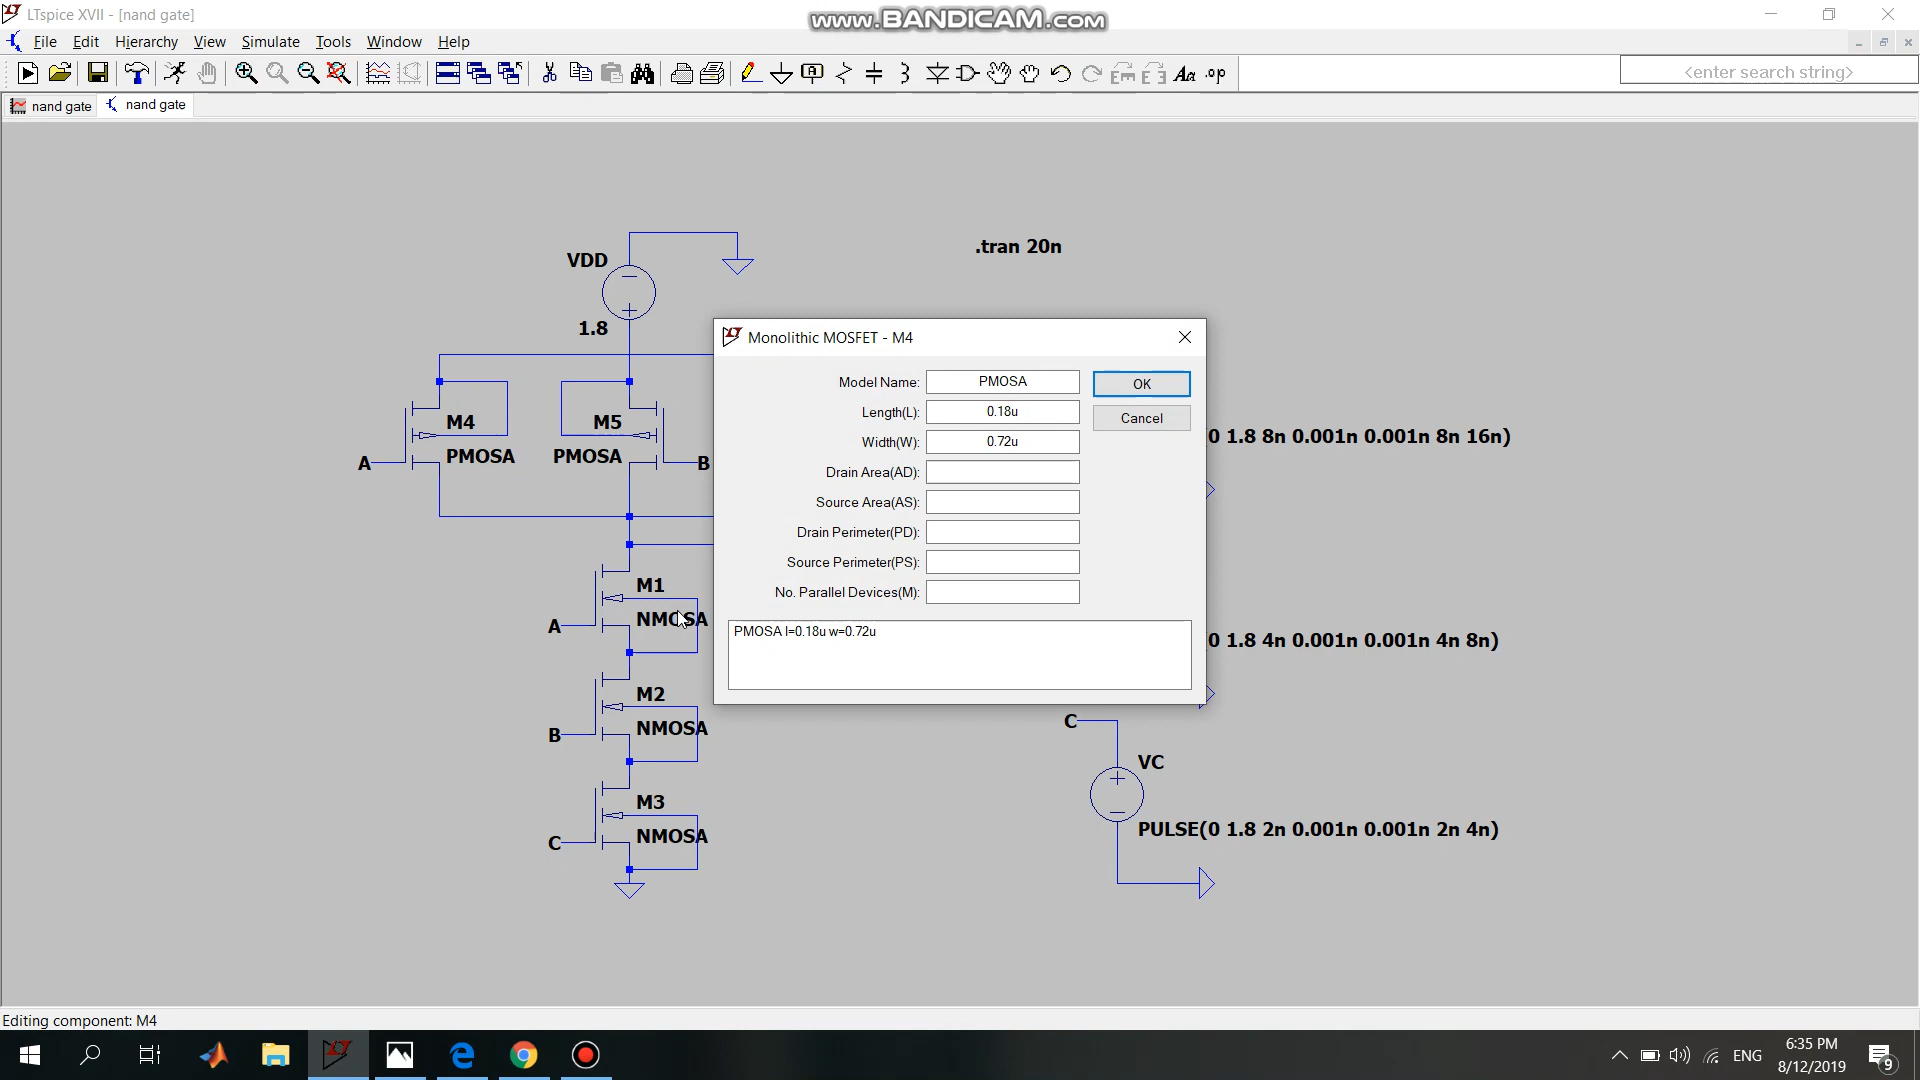 LTspice XVII - [nand gate]
www.BANDICAM.com
File Edit Hierarchy View Simulate Tools Window Help
.op
<enter search string>
nand gate
nand gate
VDD
.tran 20n
1.8
Monolithic MOSFET - M4
Model Name: PMOSA
OK
Length(L): 0.18u
Cancel
Width(W): 0.72u
Drain Area(AD):
Source Area(AS):
Drain Perimeter(PD):
Source Perimeter(PS):
No. Parallel Devices(M):
PMOSA l=0.18u w=0.72u
M4
M5
PMOSA
PMOSA
A
B
0 1.8 8n 0.001n 0.001n 8n 16n)
M1
NMOSA
A
0 1.8 4n 0.001n 0.001n 4n 8n)
M2
NMOSA
B
C
VC
M3
NMOSA
C
PULSE(0 1.8 2n 0.001n 0.001n 2n 4n)
Editing component: M4
ENG
6:35 PM
8/12/2019
9